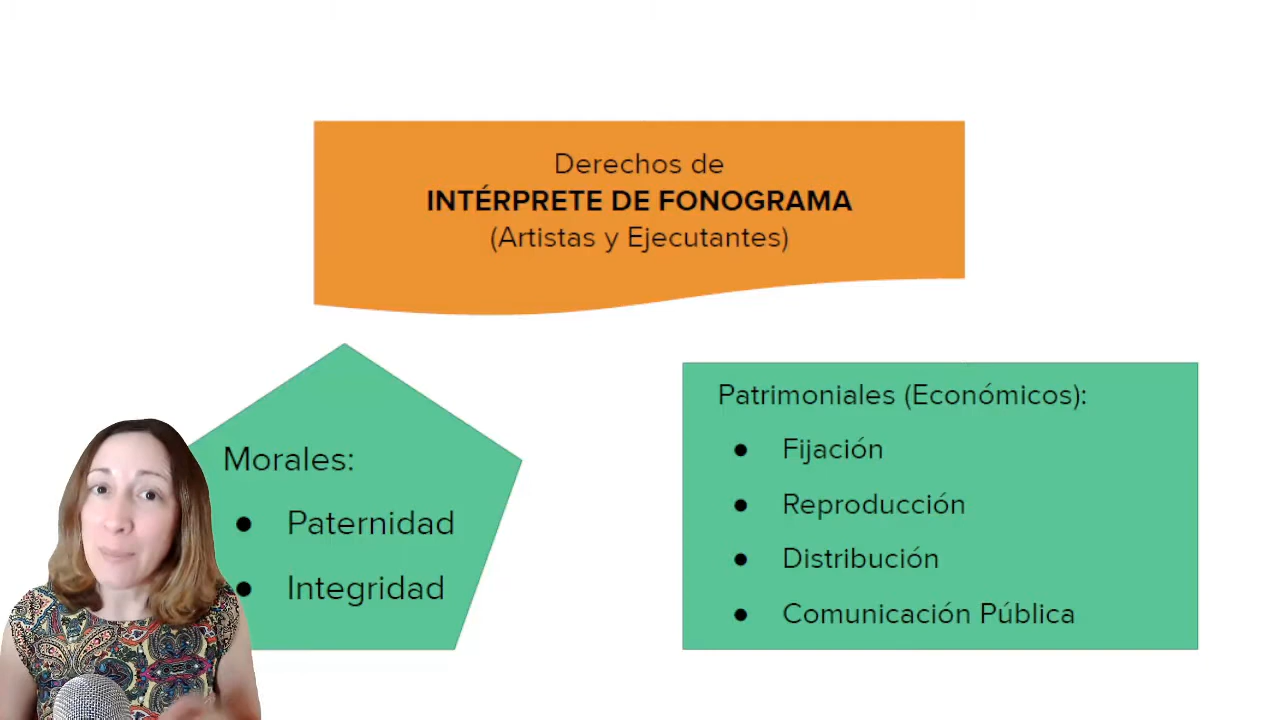 Derechos de
INTÉRPRETE DE FONOGRAMA
(Artistas y Ejecutantes)
Morales:
● Paternidad
● Integridad
Patrimoniales (Económicos):
● Fijación
● Reproducción
● Distribución
● Comunicación Pública